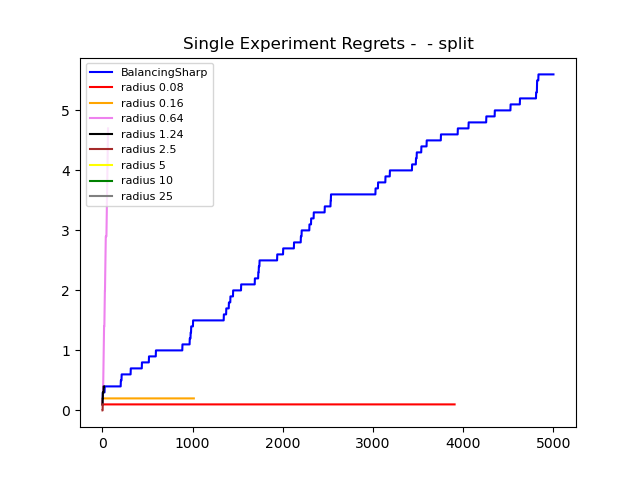 Single Experiment Regrets -  - split
BalancingSharp
radius 0.08
radius 0.16
radius 0.64
radius 1.24
radius 2.5
radius 5
radius 10
radius 25
5
4
3
2
1
0
0 1000 2000 3000 4000 5000